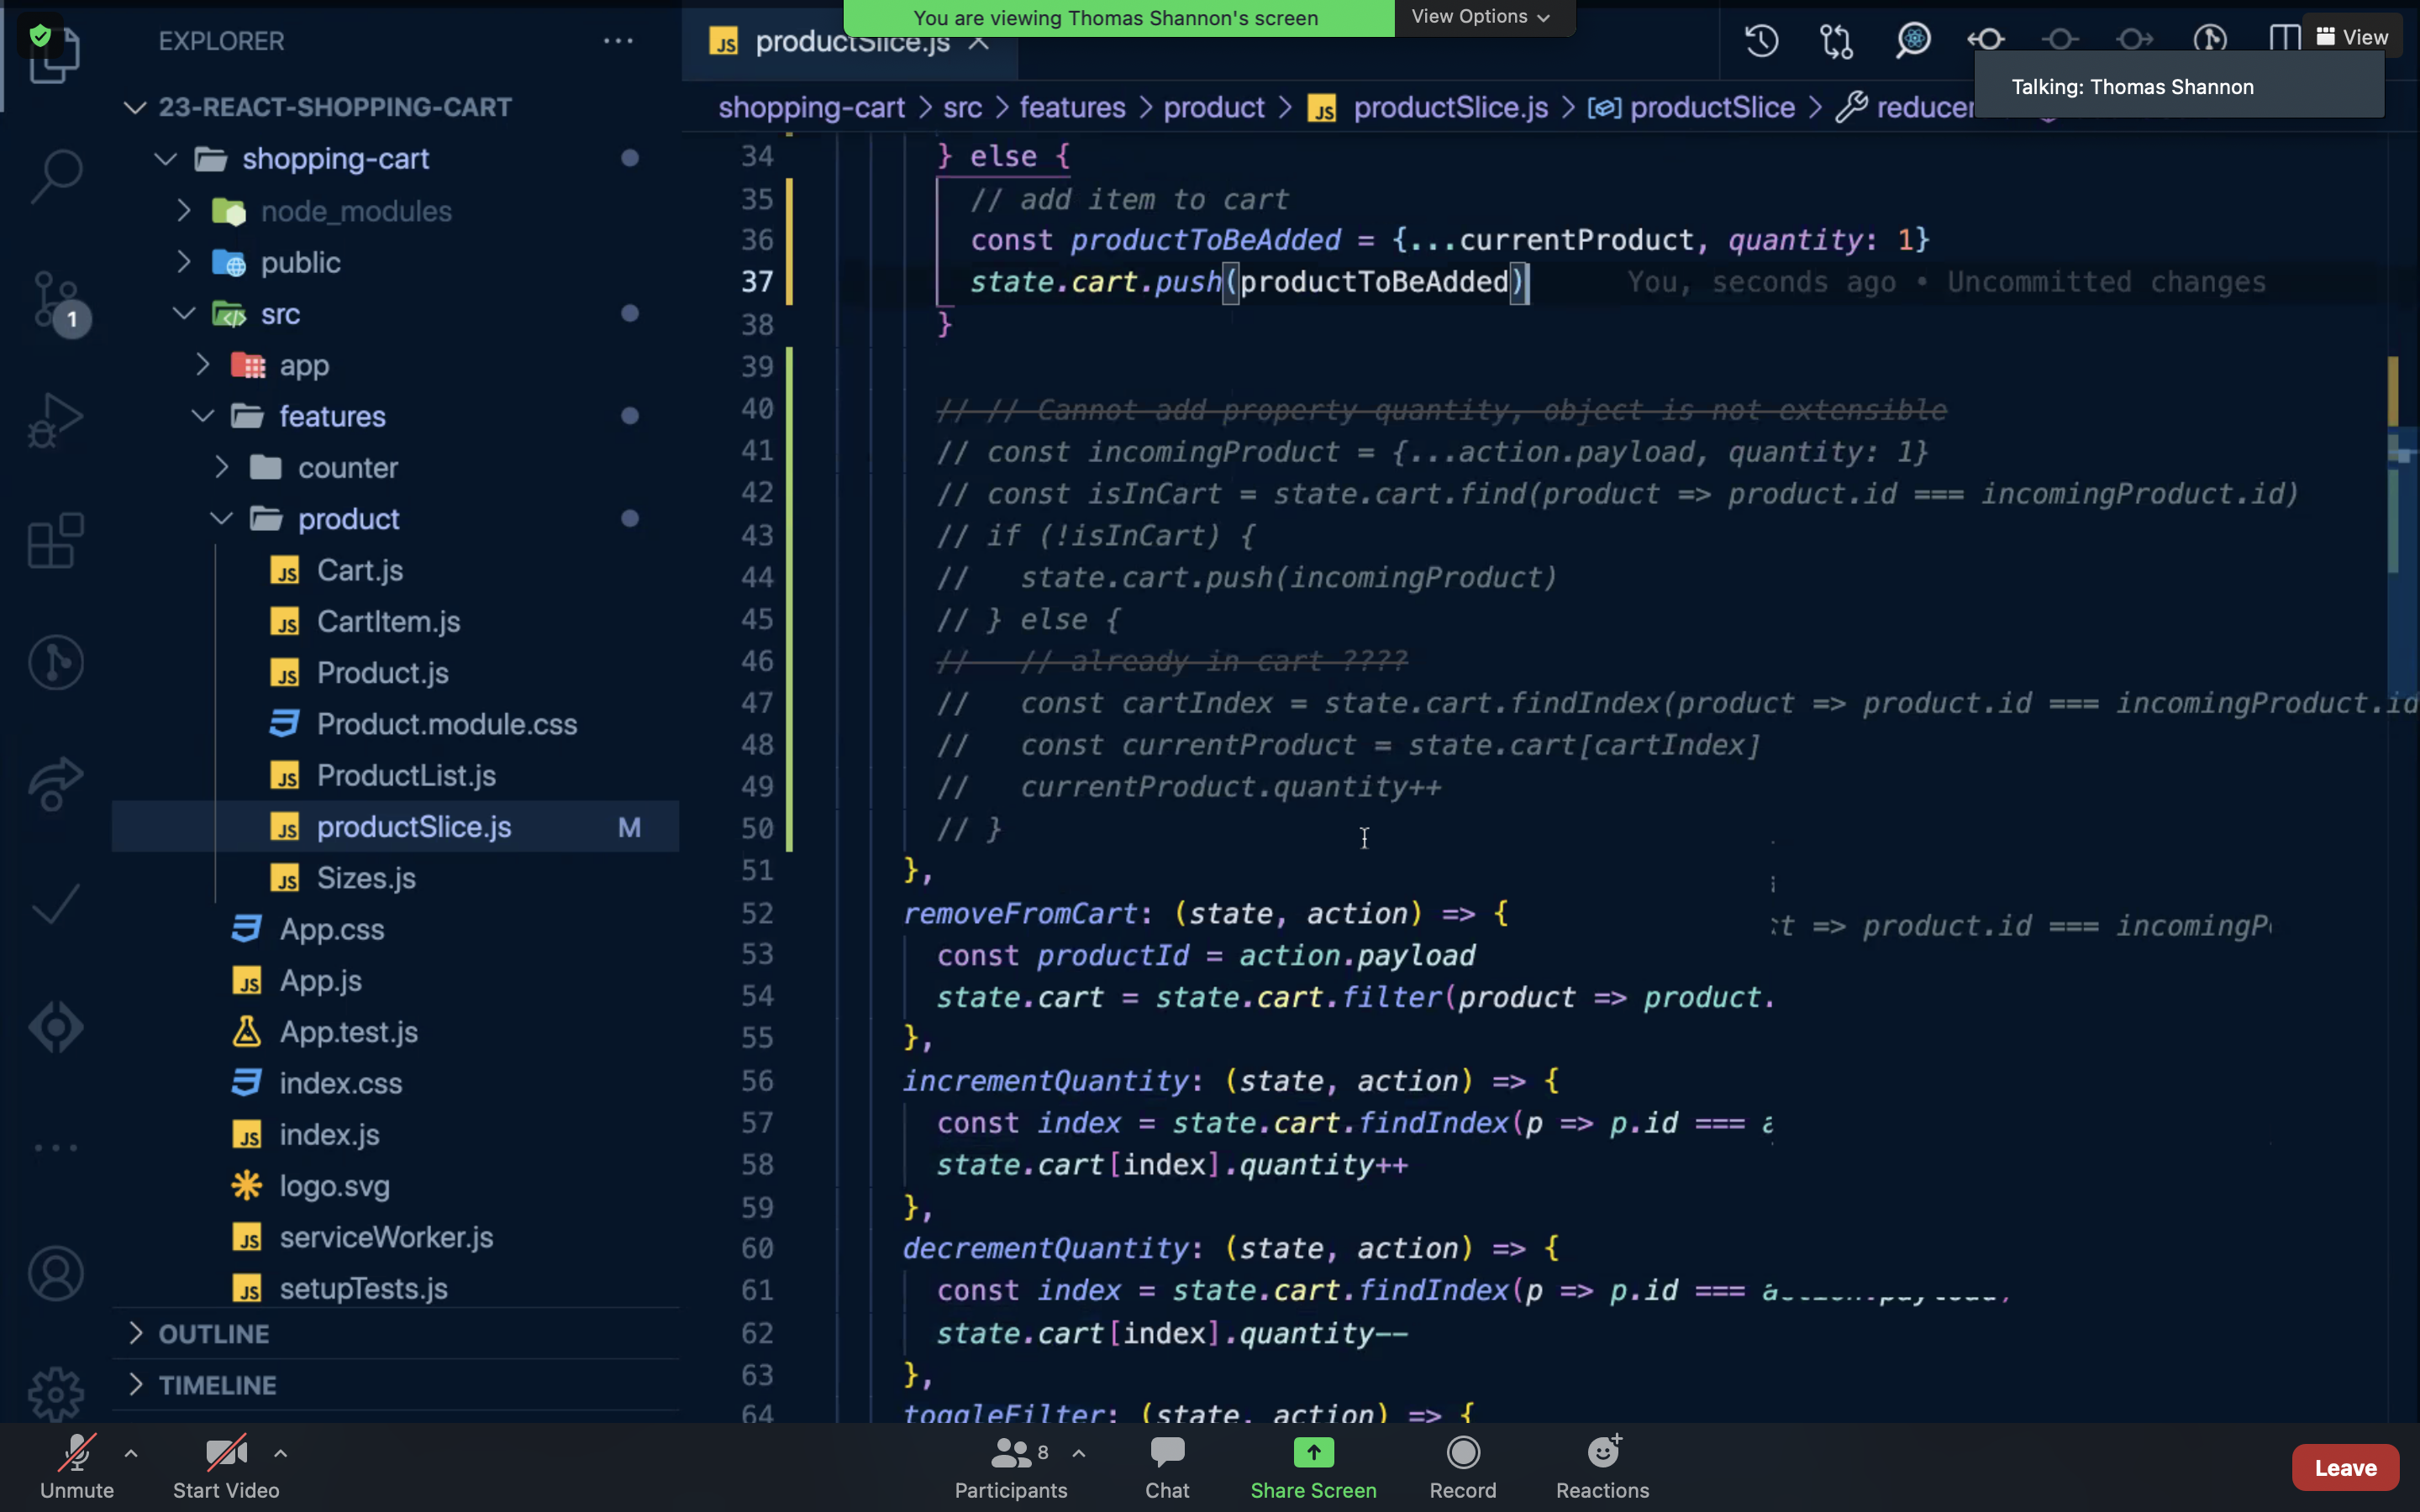 You are viewing Thomas Shannon's screen
View Options
View
Talking: Thomas Shannon
EXPLORER
23-REACT-SHOPPING-CART
shopping-cart
node_modules
public
src
app
features
counter
product
Cart.js
CartItem.js
Product.js
Product.module.css
ProductList.js
productSlice.js M
Sizes.js
App.css
App.js
App.test.js
index.css
index.js
logo.svg
serviceWorker.js
setupTests.js
OUTLINE
TIMELINE
1
productSlice.js
shopping-cart > src > features > product > JS productSlice.js > productSlice >
34 } else {
35 // add item to cart
36 const productToBeAdded = {...currentProduct, quantity: 1}
37 state.cart.push(productToBeAdded) You, seconds ago • Uncommitted changes
38 }
39
40 // // Cannot add property quantity, object is not extensible
41 // const incomingProduct = {...action.payload, quantity: 1}
42 // const isInCart = state.cart.find(product => product.id === incomingProduct.id)
43 // if (!isInCart) {
44 // state.cart.push(incomingProduct)
45 // } else {
46 // // already in cart ????
47 // const cartIndex = state.cart.findIndex(product => product.id === incomingProduct.id
48 // const currentProduct = state.cart[cartIndex]
49 // currentProduct.quantity++
50 // }
51 },
52 removeFromCart: (state, action) => {
=> product.id ===
53 const productId = action.payload
54 state.cart = state.cart.filter(product => product.
55 },
56 incrementQuantity: (state, action) => {
57 const index = state.cart.findIndex(p => p.id ===
58 state.cart[index].quantity++
59 },
60 decrementQuantity: (state, action) => {
61 const index = state.cart.findIndex(p => p.id ===
62 state.cart[index].quantity--
63 },
64 toggleFilter: (state, action) => {
Unmute
Start Video
8
Participants
Chat
Share Screen
Record
Reactions
Leave